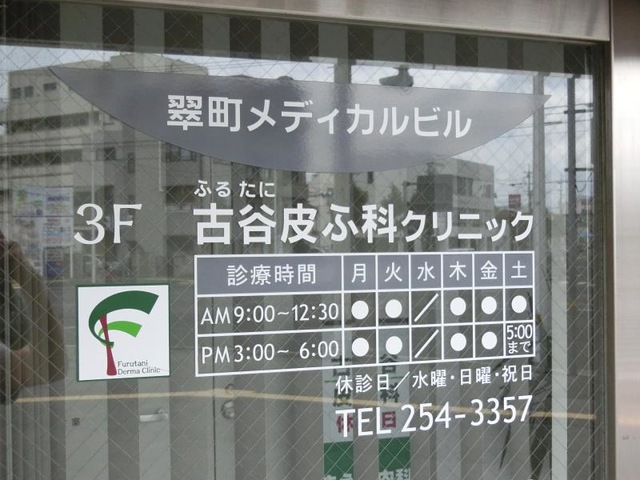 翠町メディカルビル
ふるたに
3F 古谷皮ふ科クリニック
診療時間 月 火 水 木 金 土
AM 9:00~12:30 ● ● / ● ● ●
PM 3:00~ 6:00 ● ● / ● ● 5:00まで
Furutani
Derma Clinic
休診日/水曜・日曜・祝日
TEL 254-3357